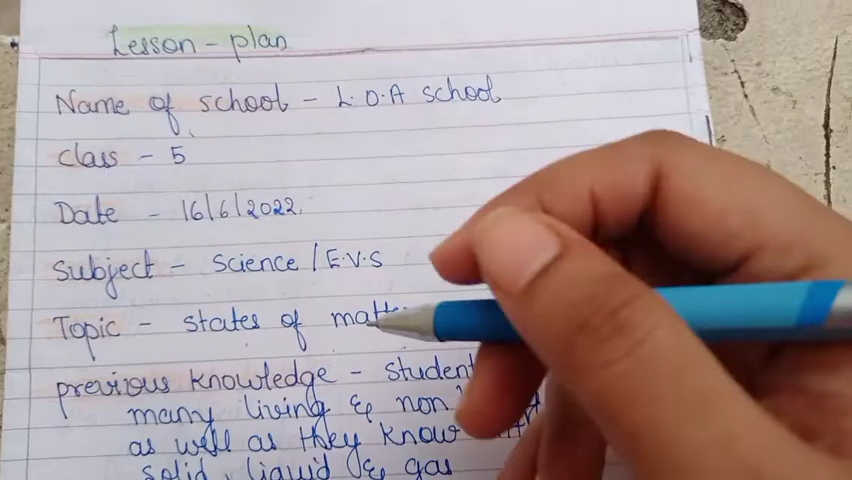 Lesson - plan
Name of school - L.O.A school
class - 5
Date - 16/6/2022.
Subject - Science / E.V.S
Topic - states of
previous knowledge - student
many living & non
as well as they know
solid, liquid & gas